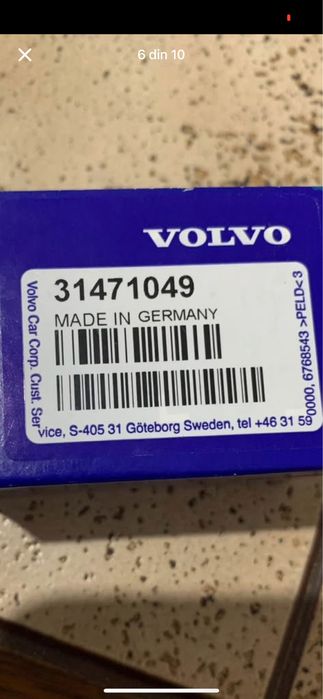 6 din 10
VOLVO
31471049
MADE IN GERMANY
Volvo Car Corp. Cust. Ser
vice, S-405 31 Göteborg Sweden, tel +46 31 59
0000, 6768543 >PELD<3